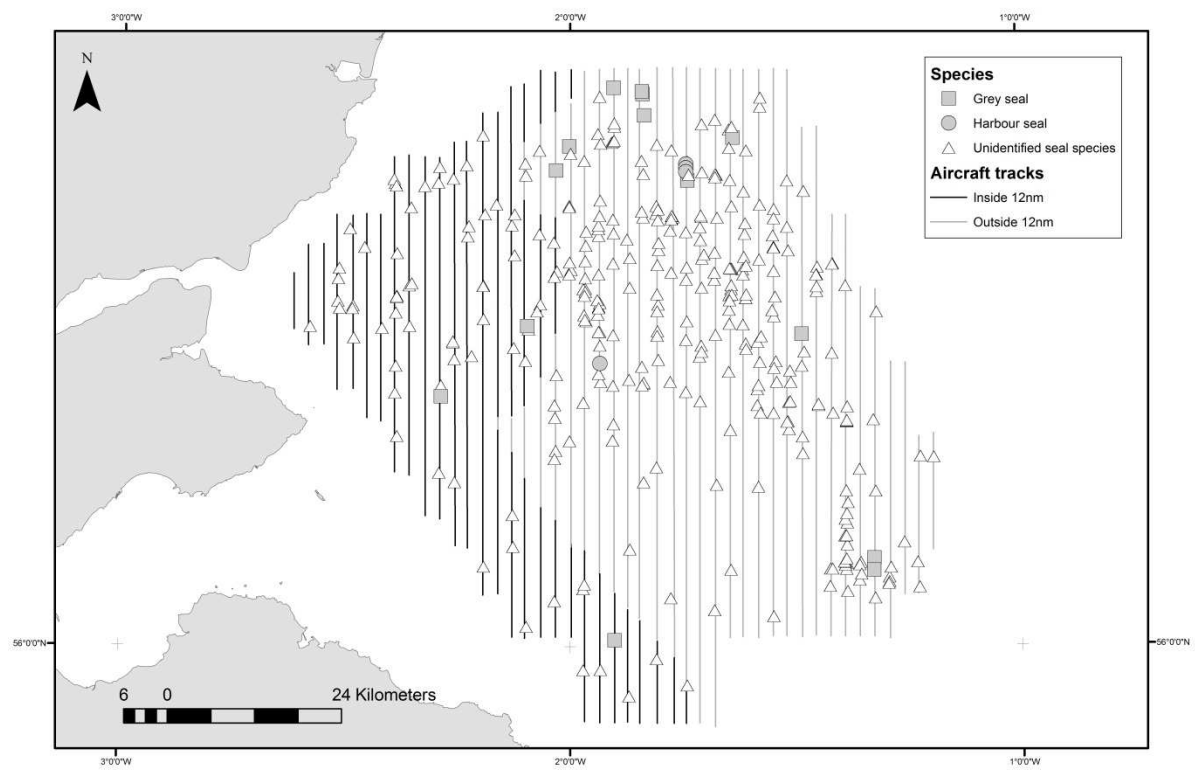 3°0'0"W 2°0'0"W 1°0'0"W
N
Species
Grey seal
Harbour seal
Unidentified seal species
Aircraft tracks
Inside 12nm
Outside 12nm
56°0'0"N 56°0'0"N
6 0 24 Kilometers
3°0'0"W 2°0'0"W 1°0'0"W